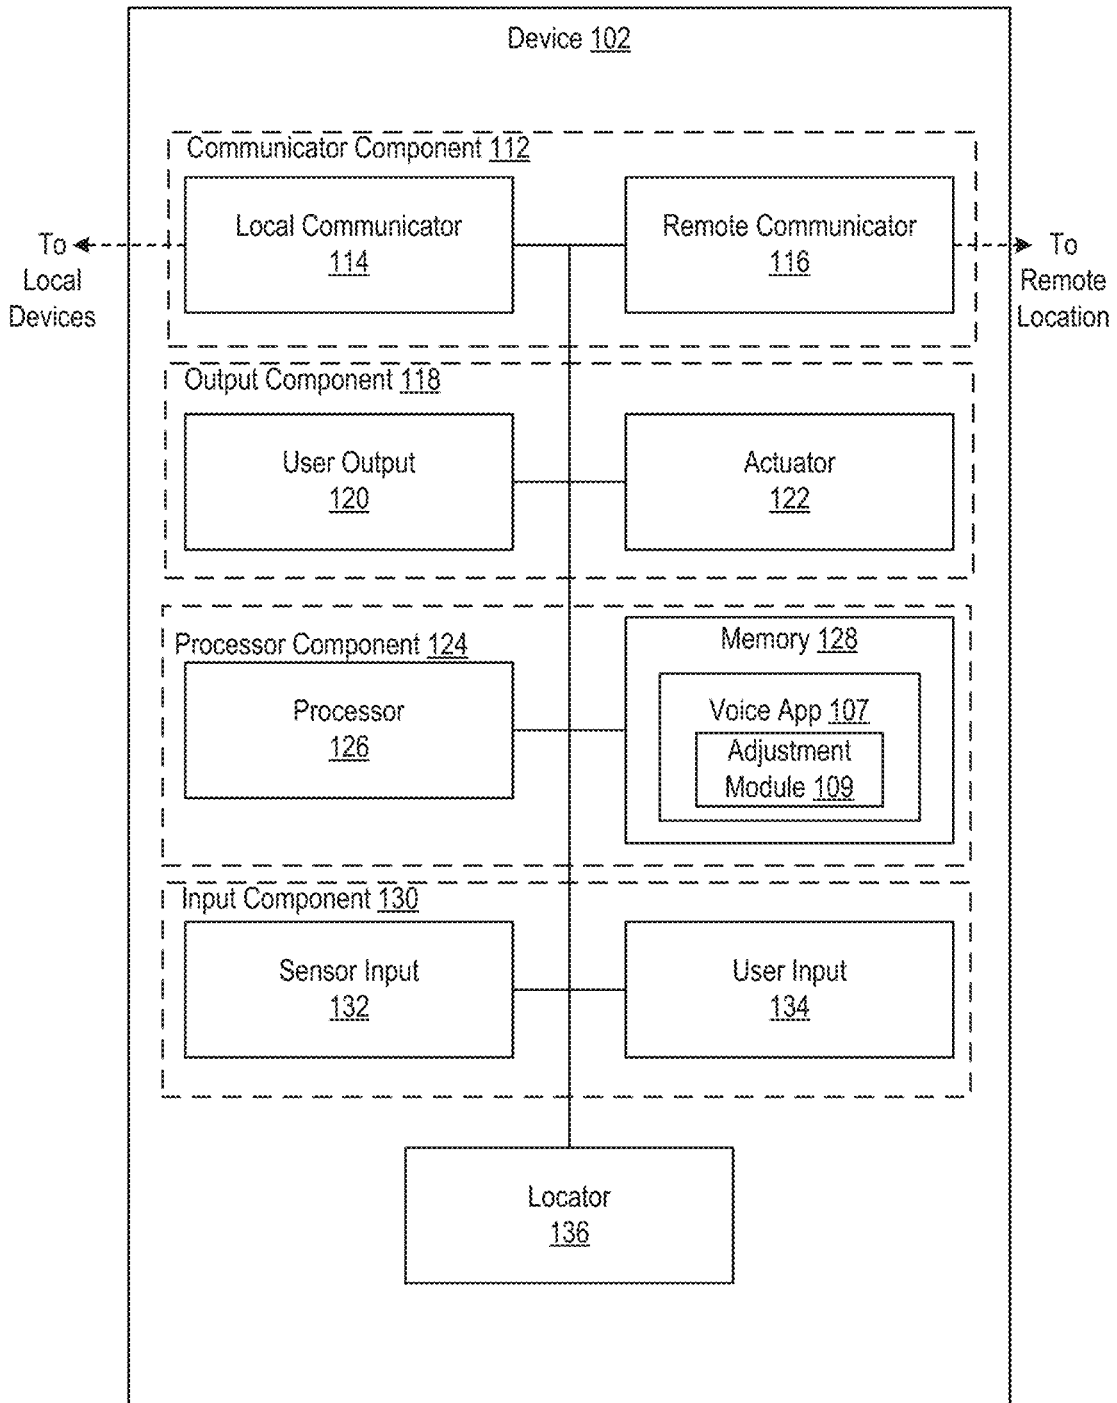 Device 102
Communicator Component 112
Local Communicator
114
Remote Communicator
116
To
Local
Devices
To
Remote
Location
Output Component 118
User Output
120
Actuator
122
Processor Component 124
Processor
126
Memory 128
Voice App 107
Adjustment
Module 109
Input Component 130
Sensor Input
132
User Input
134
Locator
136